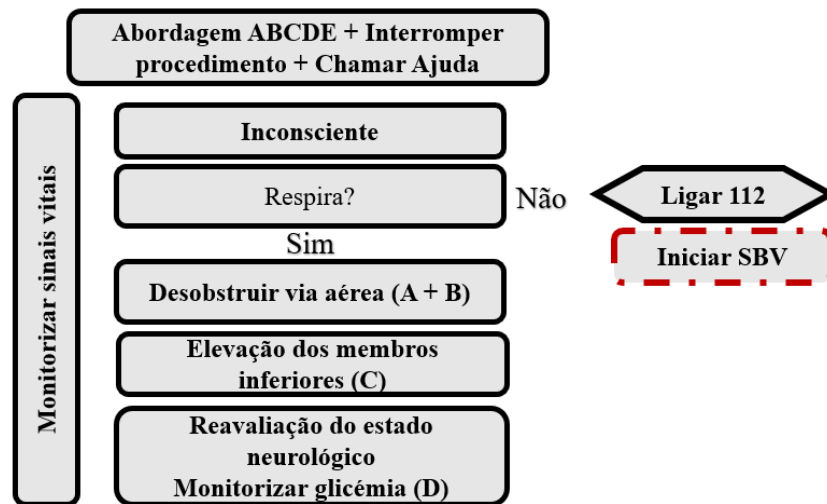 Abordagem ABCDE + Interromper
procedimento + Chamar Ajuda
Monitorizar sinais vitais
Inconsciente
Respira?
Não
Ligar 112
Iniciar SBV
Sim
Desobstruir via aérea (A + B)
Elevação dos membros
inferiores (C)
Reavaliação do estado
neurológico
Monitorizar glicémia (D)